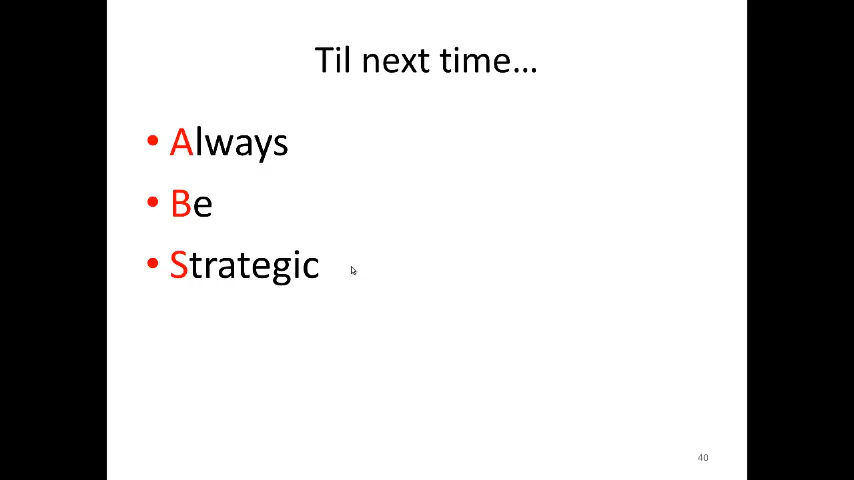 Til next time…
• Always
• Be
• Strategic
40